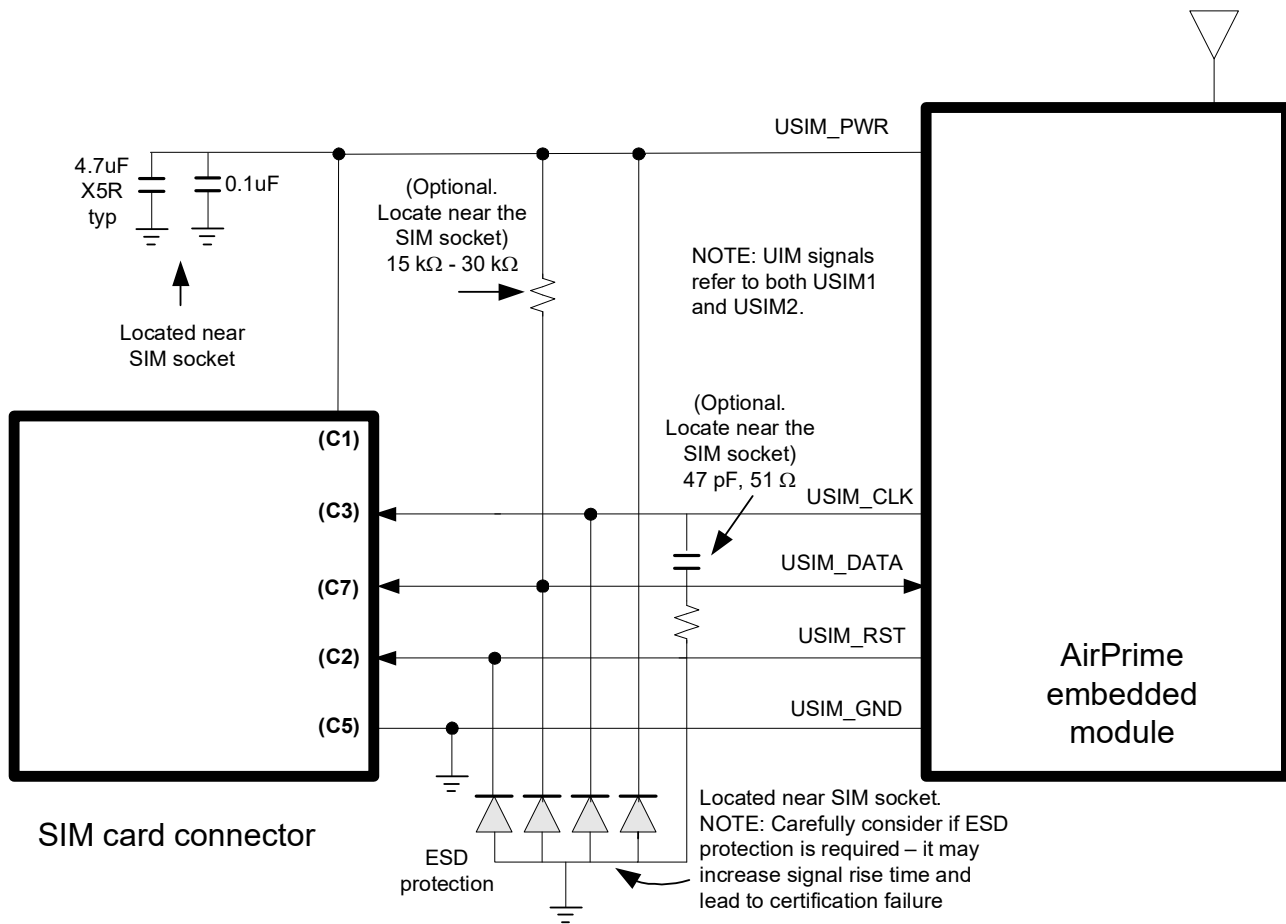 USIM_PWR
4.7uF
X5R
typ
0.1uF
(Optional.
Locate near the
SIM socket)
15 kΩ - 30 kΩ
NOTE: UIM signals
refer to both USIM1
and USIM2.
Located near
SIM socket
(Optional.
Locate near the
SIM socket)
47 pF, 51 Ω
(C1)
(C3)
USIM_CLK
(C7)
USIM_DATA
(C2)
USIM_RST
(C5)
USIM_GND
AirPrime
embedded
module
SIM card connector
ESD
protection
Located near SIM socket.
NOTE: Carefully consider if ESD
protection is required – it may
increase signal rise time and
lead to certification failure